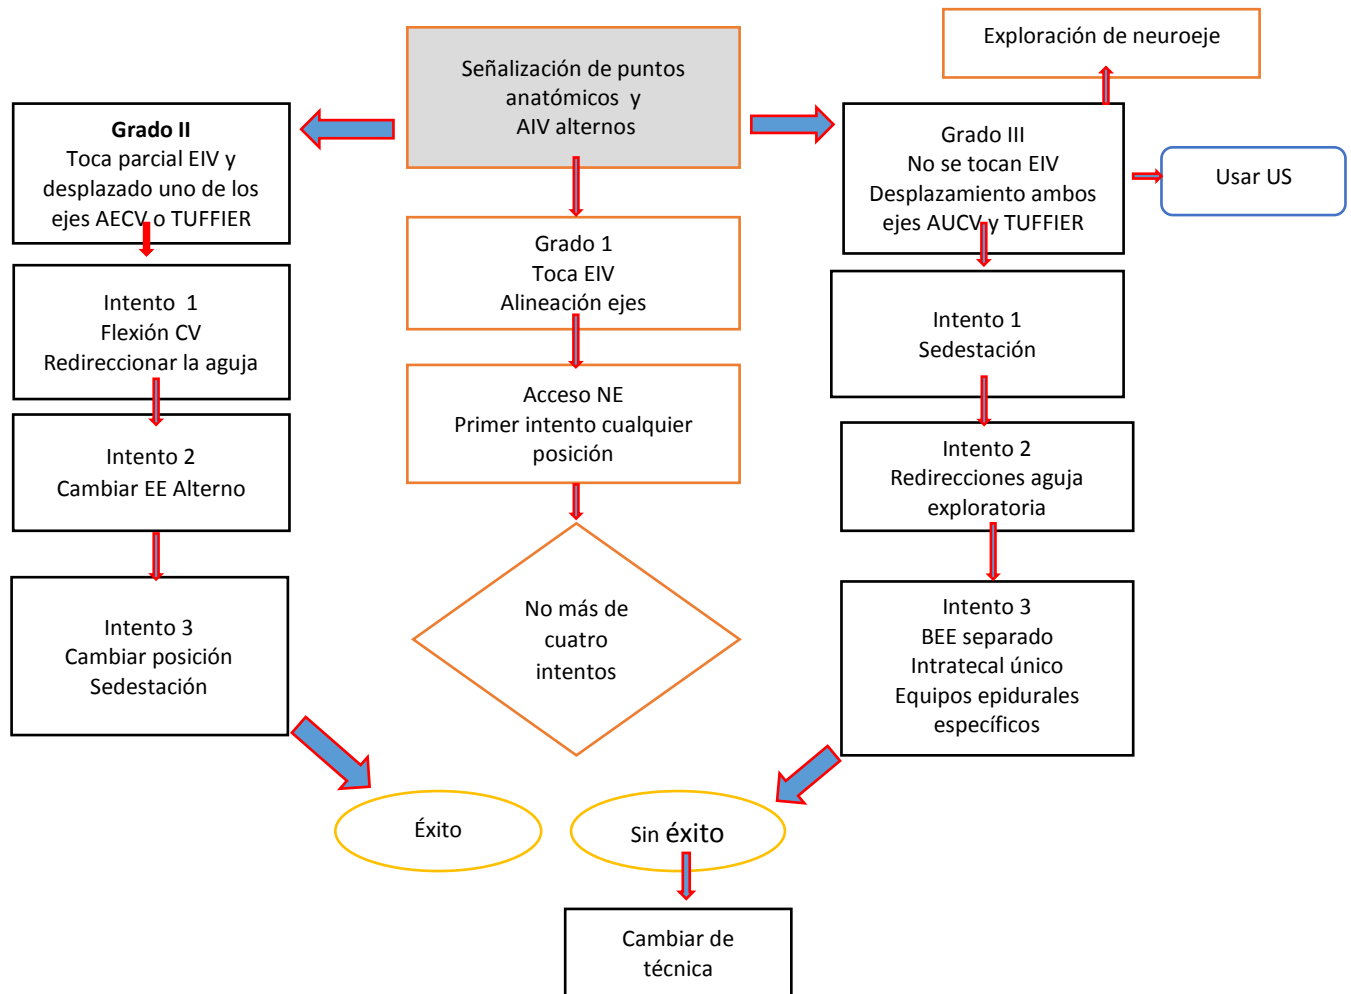 Exploración de neuroeje
Señalización de puntos
anatómicos y
AIV alternos
Grado II
Toca parcial EIV y
desplazado uno de los
ejes AECV o TUFFIER
Grado III
No se tocan EIV
Desplazamiento ambos
ejes AUCV y TUFFIER
Usar US
Grado 1
Toca EIV
Alineación ejes
Intento 1
Flexión CV
Redireccionar la aguja
Intento 1
Sedestación
Acceso NE
Primer intento cualquier
posición
Intento 2
Cambiar EE Alterno
Intento 2
Redirecciones aguja
exploratoria
Intento 3
Cambiar posición
Sedestación
No más de
cuatro
intentos
Intento 3
BEE separado
Intratecal único
Equipos epidurales
específicos
Éxito
Sin éxito
Cambiar de
técnica